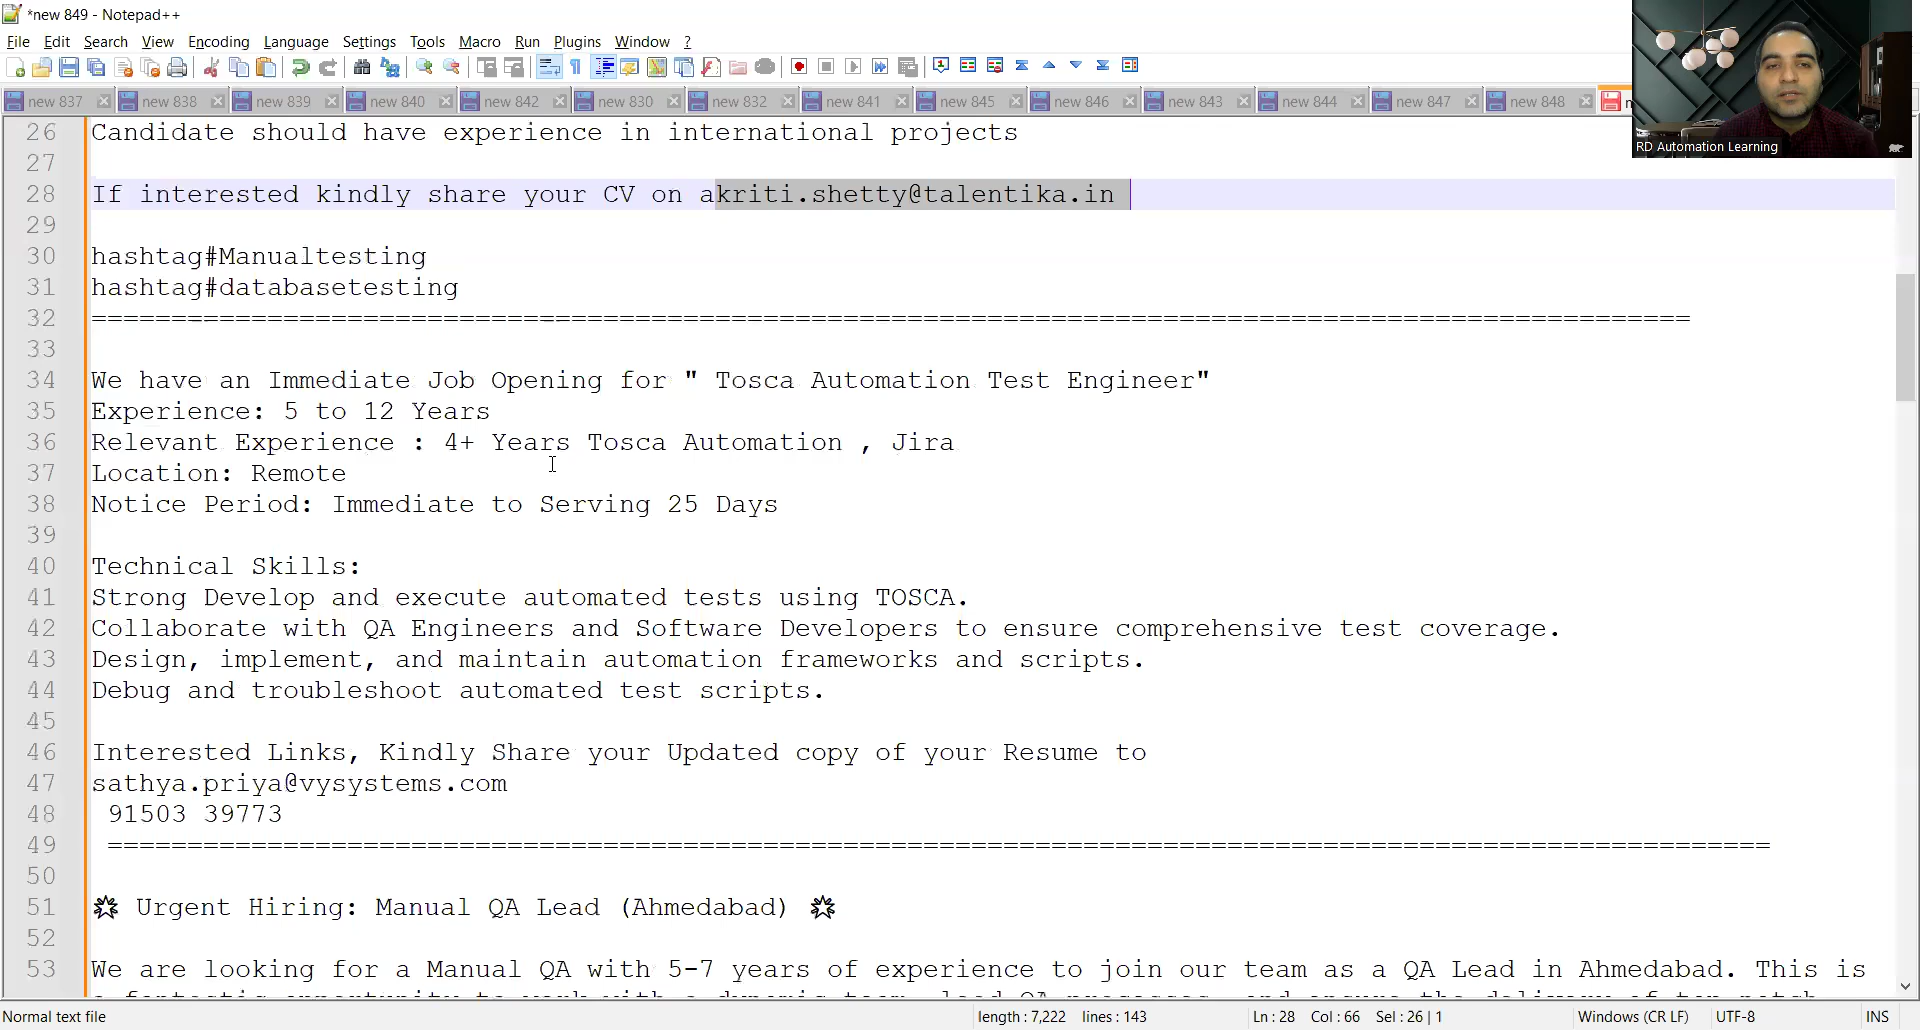 *new 849 - Notepad++
File Edit Search View Encoding Language Settings Tools Macro Run Plugins Window ?
new 837 new 838 new 839 new 840 new 842 new 830 new 832 new 841 new 845 new 846 new 843 new 844 new 847 new 848
RD Automation Learning
26 Candidate should have experience in international projects
27
28 If interested kindly share your CV on akriti.shetty@talentika.in
29
30 hashtag#Manualtesting
31 hashtag#databasetesting
32 ====================================================================================================
33
34 We have an Immediate Job Opening for " Tosca Automation Test Engineer"
35 Experience: 5 to 12 Years
36 Relevant Experience : 4+ Years Tosca Automation , Jira
37 Location: Remote
38 Notice Period: Immediate to Serving 25 Days
39
40 Technical Skills:
41 Strong Develop and execute automated tests using TOSCA.
42 Collaborate with QA Engineers and Software Developers to ensure comprehensive test coverage.
43 Design, implement, and maintain automation frameworks and scripts.
44 Debug and troubleshoot automated test scripts.
45
46 Interested Links, Kindly Share your Updated copy of your Resume to
47 sathya.priya@vysystems.com
48 91503 39773
49 ========================================================================================================
50
51 🌟 Urgent Hiring: Manual QA Lead (Ahmedabad) 🌟
52
53 We are looking for a Manual QA with 5-7 years of experience to join our team as a QA Lead in Ahmedabad. This is
Normal text file length : 7,222 lines : 143 Ln : 28 Col : 66 Sel : 26 | 1 Windows (CR LF) UTF-8 INS